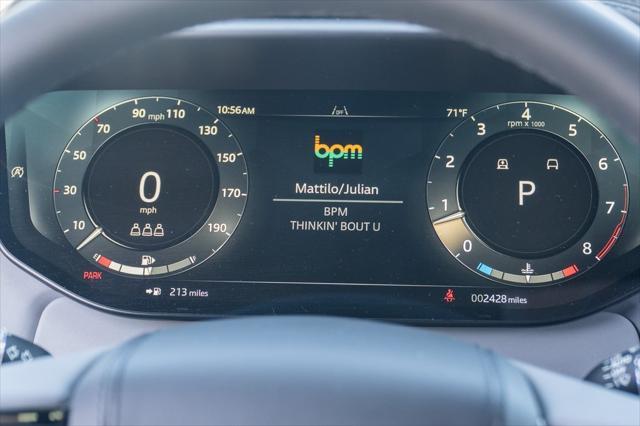 10:56AM
OFF
71°F
90 mph 110
70 130
50 150
30 170
10 190
0
mph
PARK
213 miles
bpm
Mattilo/Julian
BPM
THINKIN' BOUT U
4
rpm x 1000
3 5
2 6
1 7
0 8
P
002428 miles